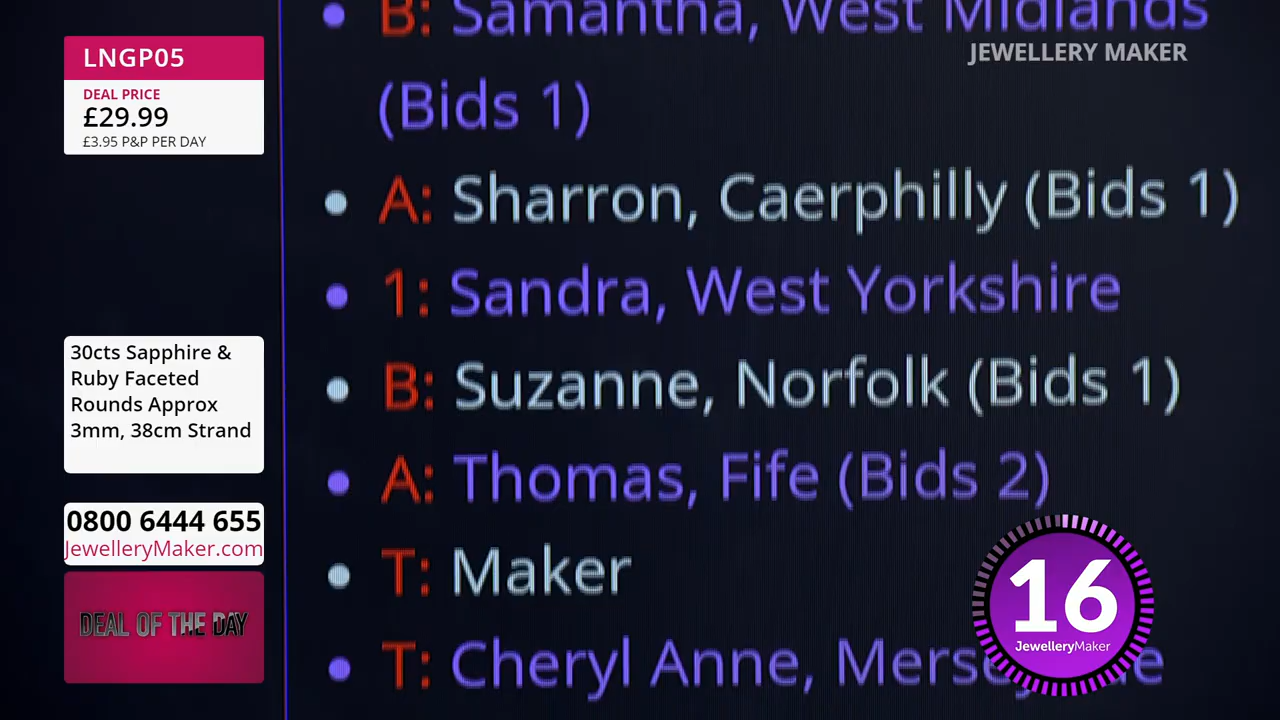 LNGP05
DEAL PRICE
£29.99
£3.95 P&P PER DAY
30cts Sapphire &
Ruby Faceted
Rounds Approx
3mm, 38cm Strand
0800 6444 655
JewelleryMaker.com
DEAL OF THE DAY
JEWELLERY MAKER
B: Samantha, West Midlands
(Bids 1)
A: Sharron, Caerphilly (Bids 1)
1: Sandra, West Yorkshire
B: Suzanne, Norfolk (Bids 1)
A: Thomas, Fife (Bids 2)
T: Maker
T: Cheryl Anne,
16
JewelleryMaker